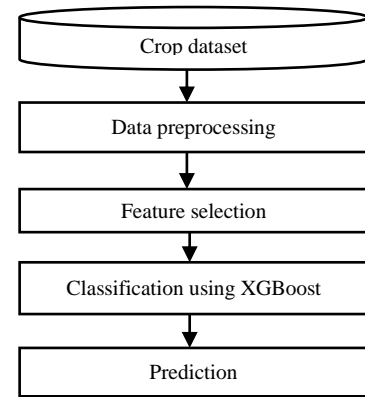 Crop dataset
Data preprocessing
Feature selection
Classification using XGBoost
Prediction